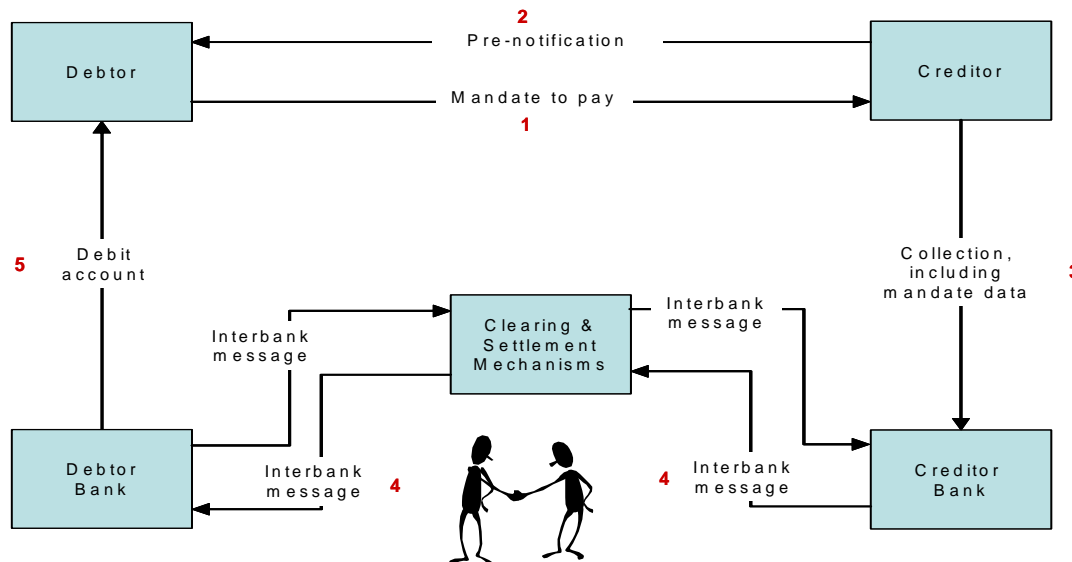 2
Pre-notification
Debtor
Creditor
Mandate to pay
1
5
Debit
account
Collection,
including
mandate data
3
Interbank
message
Clearing &
Settlement
Mechanisms
Interbank
message
Debtor
Bank
Interbank
message
4
4
Interbank
message
Creditor
Bank